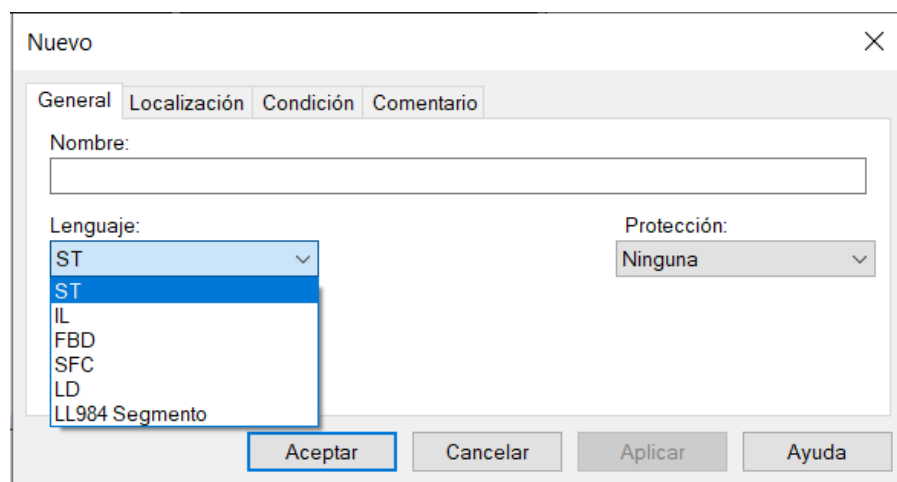 Nuevo
General Localización Condición Comentario
Nombre:
Lenguaje: Protección:
ST Ninguna
ST
IL
FBD
SFC
LD
LL984 Segmento
Aceptar Cancelar Aplicar Ayuda